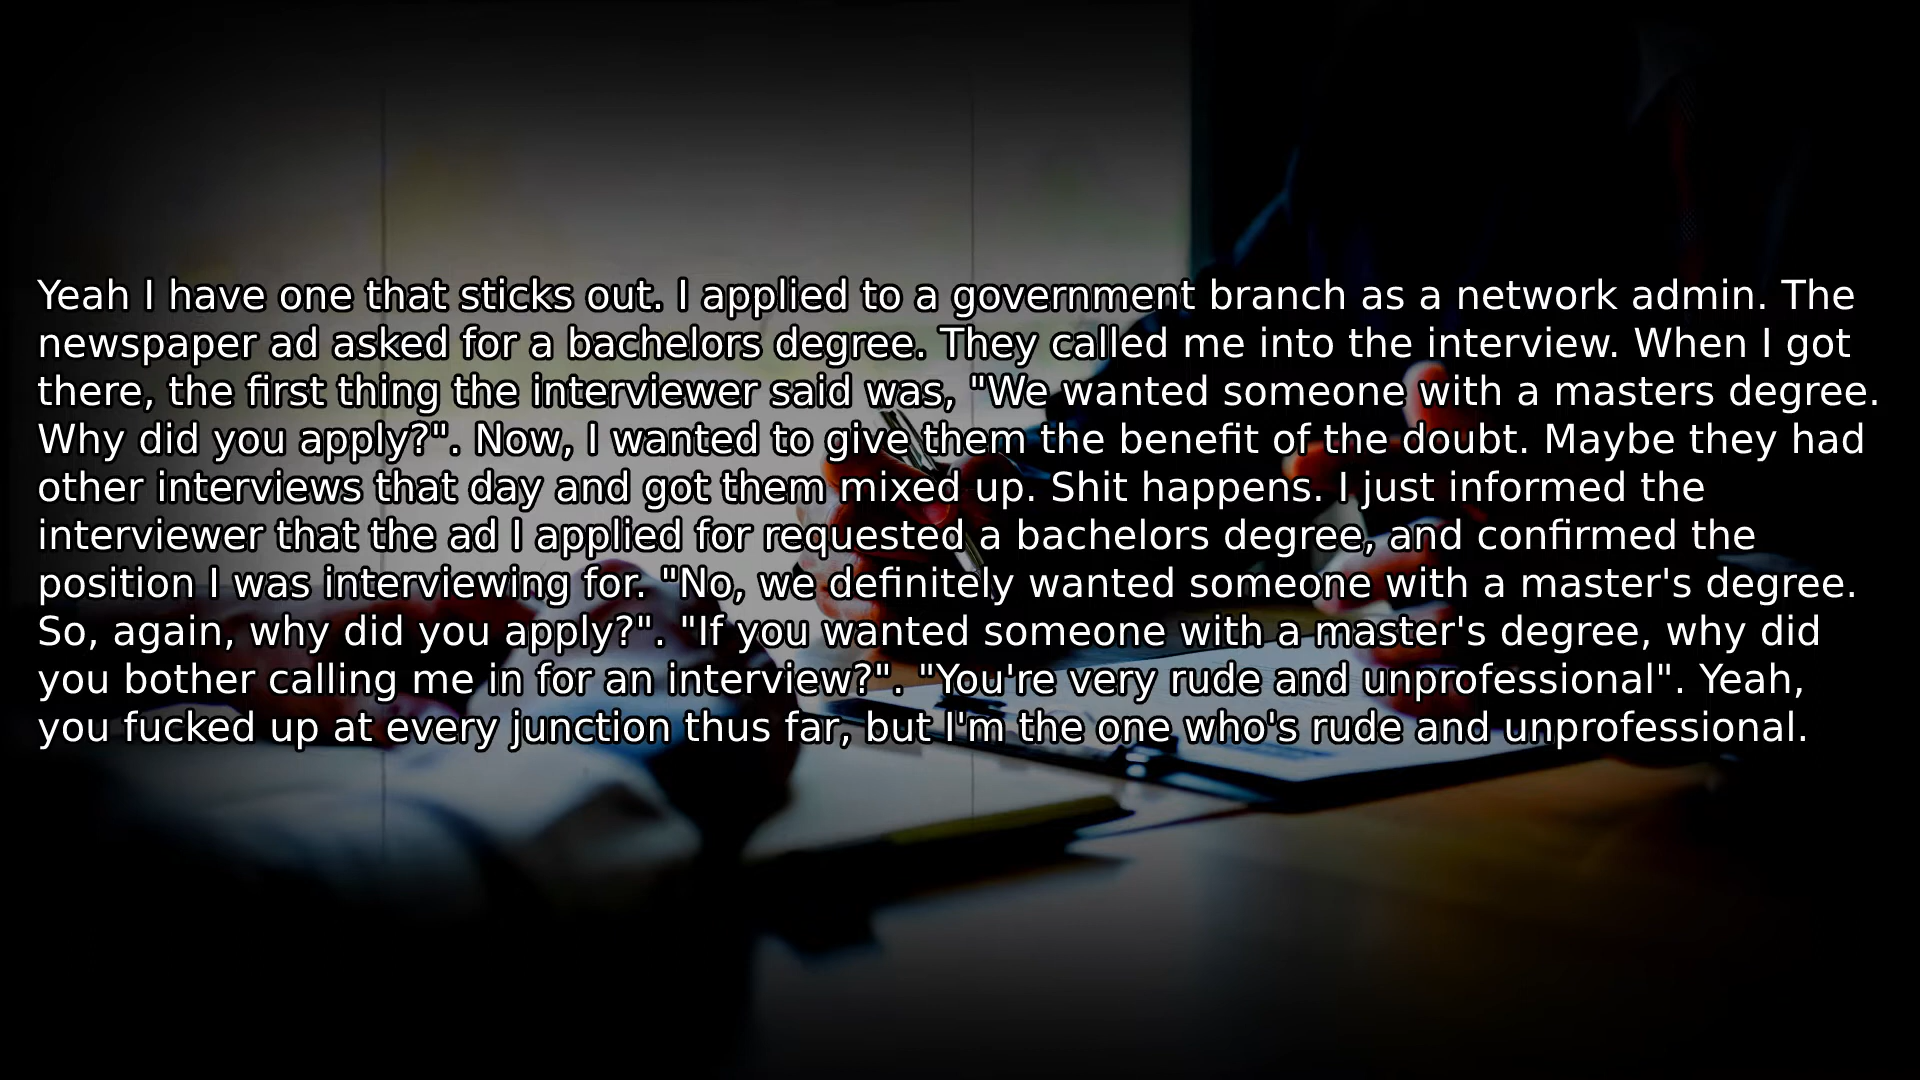 Yeah I have one that sticks out. I applied to a government branch as a network admin. The
newspaper ad asked for a bachelors degree. They called me into the interview. When I got
there, the first thing the interviewer said was, "We wanted someone with a masters degree.
Why did you apply?". Now, I wanted to give them the benefit of the doubt. Maybe they had
other interviews that day and got them mixed up. Shit happens. I just informed the
interviewer that the ad I applied for requested a bachelors degree, and confirmed the
position I was interviewing for. "No, we definitely wanted someone with a master's degree.
So, again, why did you apply?". "If you wanted someone with a master's degree, why did
you bother calling me in for an interview?". "You're very rude and unprofessional". Yeah,
you fucked up at every junction thus far, but I'm the one who's rude and unprofessional.